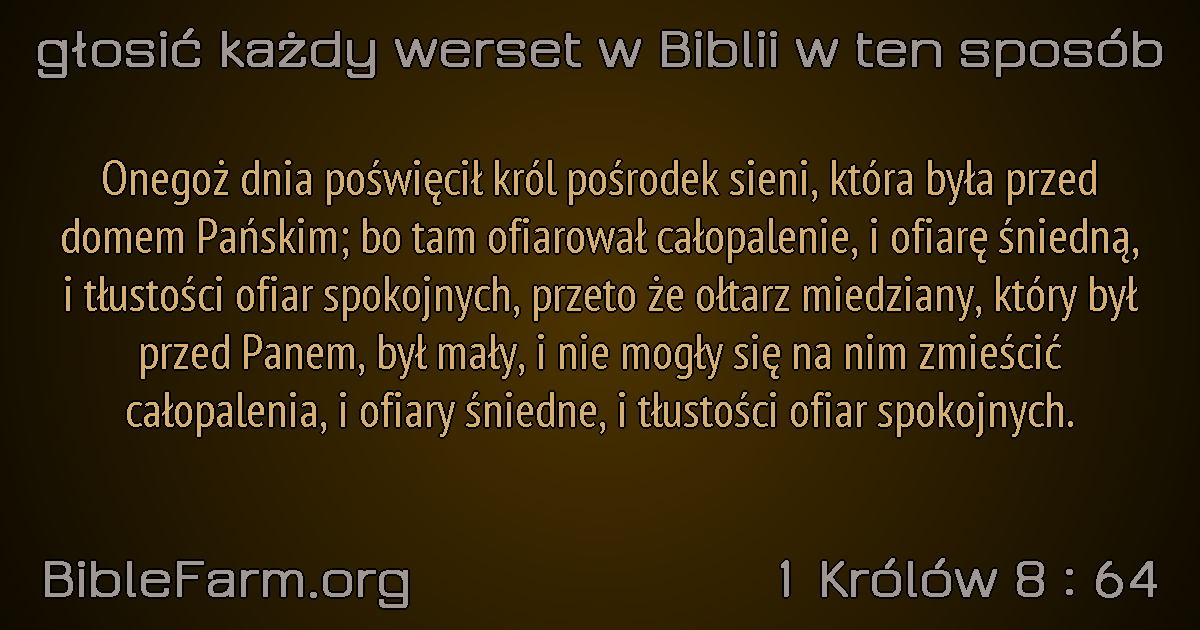 głosić każdy werset w Biblii w ten sposób
Onegoż dnia poświęcił król pośrodek sieni, która była przed
domem Pańskim; bo tam ofiarował całopalenie, i ofiarę śniedną,
i tłustości ofiar spokojnych, przeto że ołtarz miedziany, który był
przed Panem, był mały, i nie mogły się na nim zmieścić
całopalenia, i ofiary śniedne, i tłustości ofiar spokojnych.
BibleFarm.org
1 Królów 8 : 64